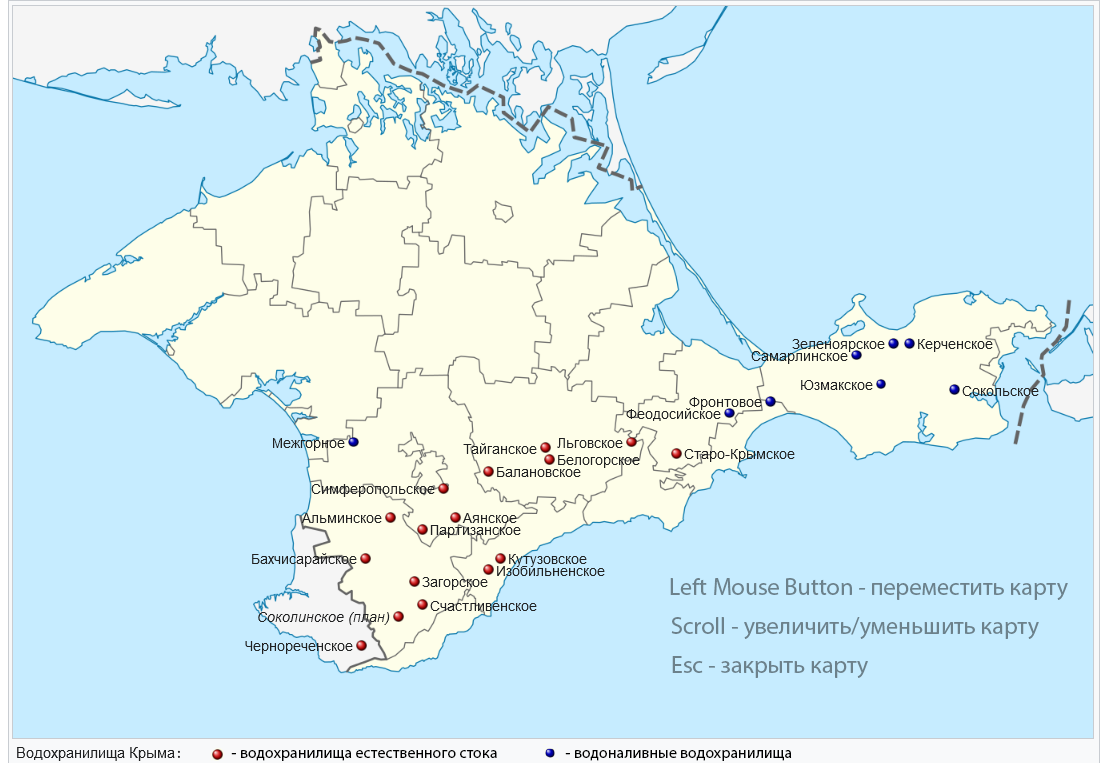 Зеленоярское
Керченское
Самарлинское
Юзмакское
Сокольское
Фронтовое
Феодосийское
Межгорное
Тайганское
Льговское
Белогорское
Старо-Крымское
Балановское
Симферопольское
Альминское
Аянское
Партизанское
Бахчисарайское
Кутузовское
Изобильненское
Загорское
Счастливенское
Соколинское (план)
Чернореченское
Left Mouse Button - переместить карту
Scroll - увеличить/уменьшить карту
Esc - закрыть карту
Водохранилища Крыма: - водохранилища естественного стока - водоналивные водохранилища